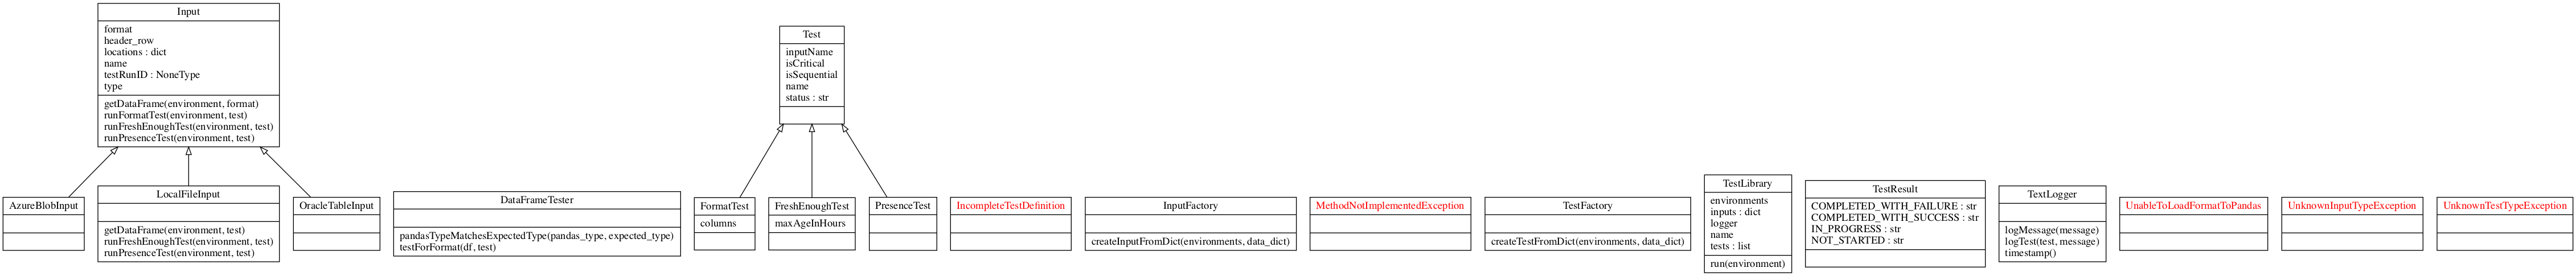 Input
format
header_row
locations : dict
name
testRunID : NoneType
type
getDataFrame(environment, format)
runFormatTest(environment, test)
runFreshEnoughTest(environment, test)
runPresenceTest(environment, test)
Test
inputName
isCritical
isSequential
name
status : str
AzureBlobInput
LocalFileInput
getDataFrame(environment, test)
runFreshEnoughTest(environment, test)
runPresenceTest(environment, test)
OracleTableInput
DataFrameTester
pandasTypeMatchesExpectedType(pandas_type, expected_type)
testForFormat(df, test)
FormatTest
columns
FreshEnoughTest
maxAgeInHours
PresenceTest
IncompleteTestDefinition
InputFactory
createInputFromDict(environments, data_dict)
MethodNotImplementedException
TestFactory
createTestFromDict(environments, data_dict)
TestLibrary
environments
inputs : dict
logger
name
tests : list
run(environment)
TestResult
COMPLETED_WITH_FAILURE : str
COMPLETED_WITH_SUCCESS : str
IN_PROGRESS : str
NOT_STARTED : str
TextLogger
logMessage(message)
logTest(test, message)
timestamp()
UnableToLoadFormatToPandas
UnknownInputTypeException
UnknownTestTypeException